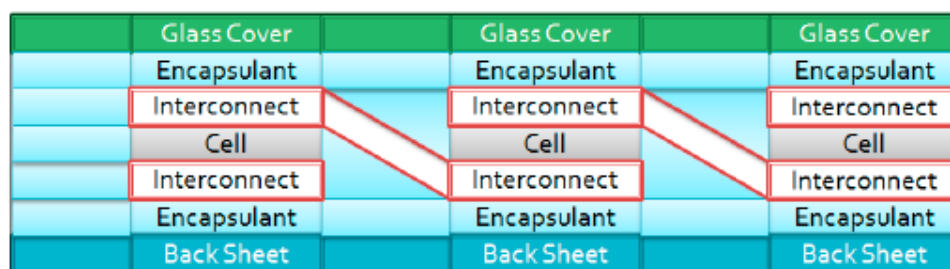 Glass Cover Glass Cover Glass Cover
Encapsulant Encapsulant Encapsulant
Interconnect Interconnect Interconnect
Cell Cell Cell
Interconnect Interconnect Interconnect
Encapsulant Encapsulant Encapsulant
Back Sheet Back Sheet Back Sheet